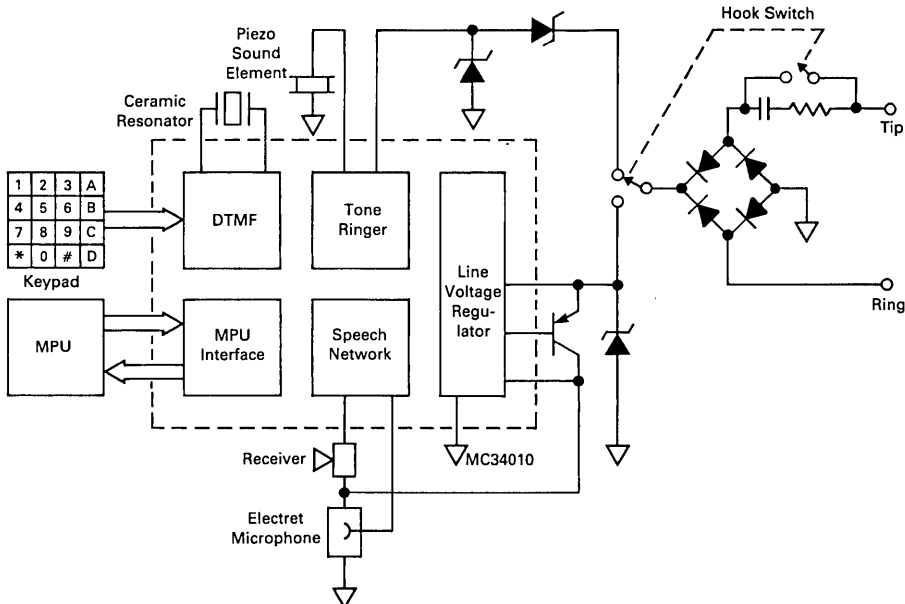 Hook Switch
Piezo
Sound
Element
Ceramic
Resonator
Tip
1 2 3 A
4 5 6 B
7 8 9 C
* 0 # D
Keypad
DTMF
Tone
Ringer
Line
Voltage
Regu-
lator
Ring
MPU
MPU
Interface
Speech
Network
Receiver
MC34010
Electret
Microphone